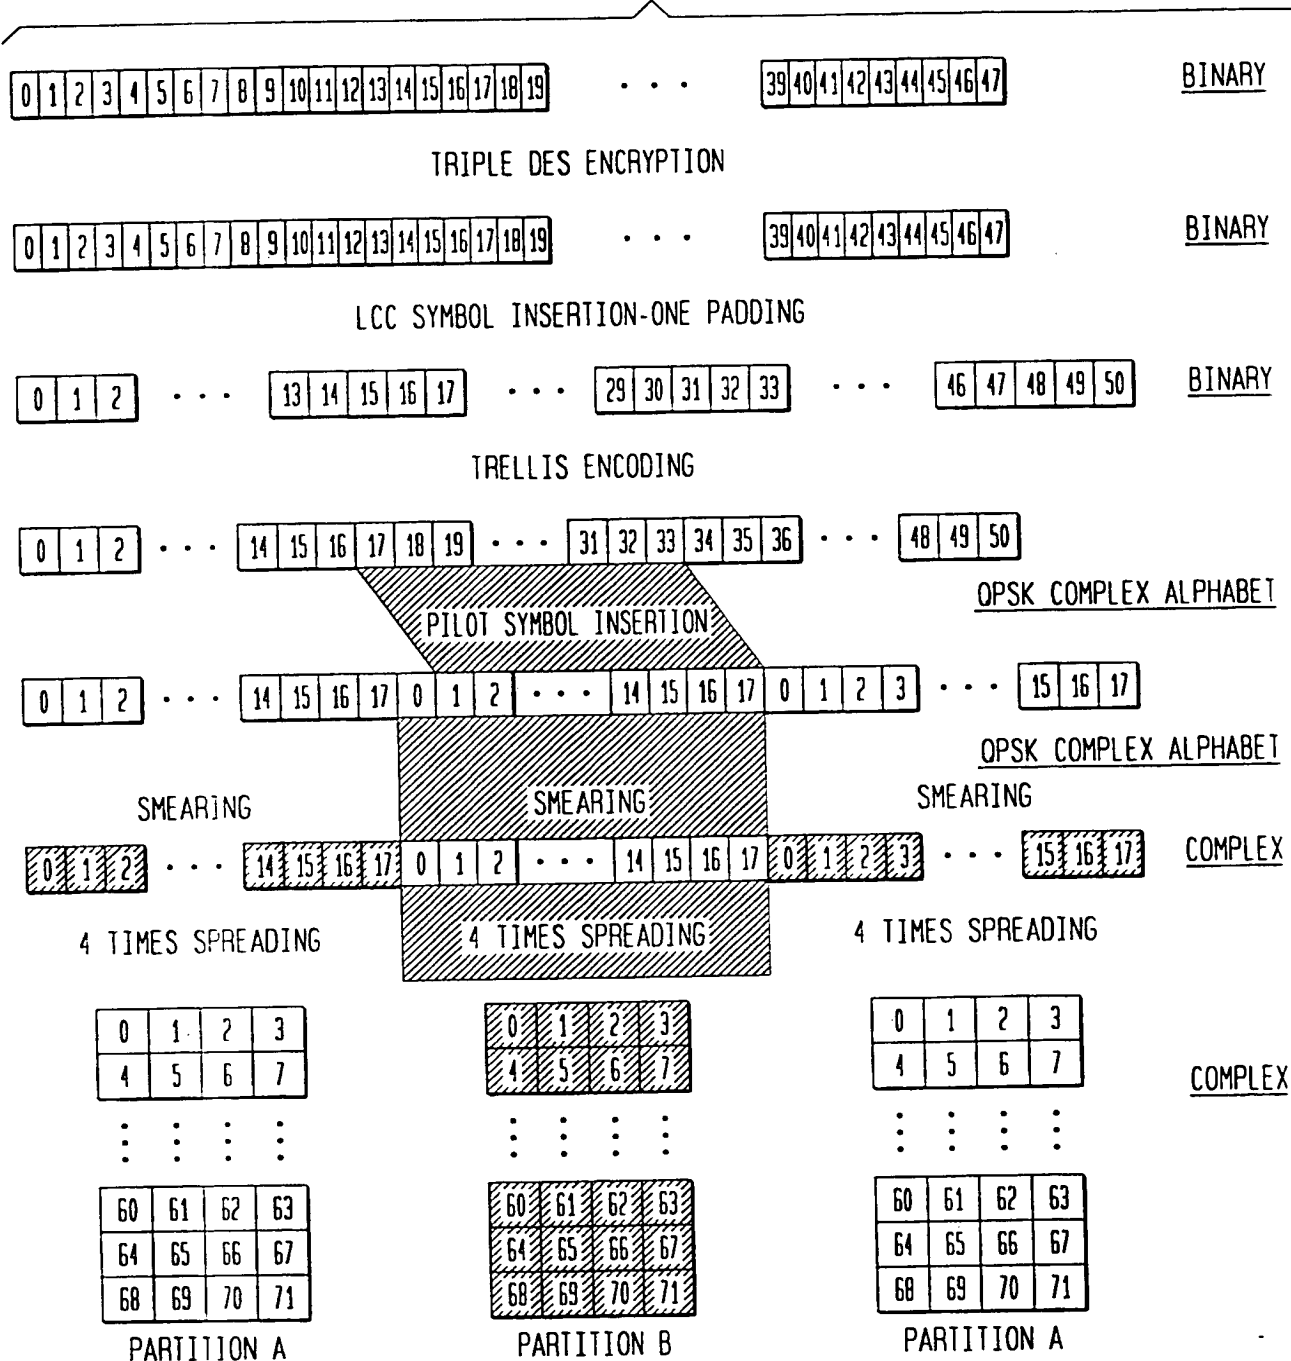 0 1 2 3 4 5 6 7 8 9 10 11 12 13 14 15 16 17 18 19 · · · 39 40 41 42 43 44 45 46 47 BINARY
TRIPLE DES ENCRYPTION
0 1 2 3 4 5 6 7 8 9 10 11 12 13 14 15 16 17 18 19 · · · 39 40 41 42 43 44 45 46 47 BINARY
LCC SYMBOL INSERTION-ONE PADDING
0 1 2 · · · 13 14 15 16 17 · · · 29 30 31 32 33 · · · 46 47 48 49 50 BINARY
TRELLIS ENCODING
0 1 2 · · · 14 15 16 17 18 19 · · · 31 32 33 34 35 36 · · · 48 49 50
QPSK COMPLEX ALPHABET
PILOT SYMBOL INSERTION
0 1 2 · · · 14 15 16 17 0 1 2 · · · 14 15 16 17 0 1 2 3 · · · 15 16 17
QPSK COMPLEX ALPHABET
SMEARING SMEARING SMEARING
0 1 2 · · · 14 15 16 17 0 1 2 · · · 14 15 16 17 0 1 2 3 · · · 15 16 17 COMPLEX
4 TIMES SPREADING 4 TIMES SPREADING 4 TIMES SPREADING
0 1 2 3 0 1 2 3 0 1 2 3
4 5 6 7 4 5 6 7 4 5 6 7 COMPLEX
60 61 62 63 60 61 62 63 60 61 62 63
64 65 66 67 64 65 66 67 64 65 66 67
68 69 70 71 68 69 70 71 68 69 70 71
PARTITION A PARTITION B PARTITION A